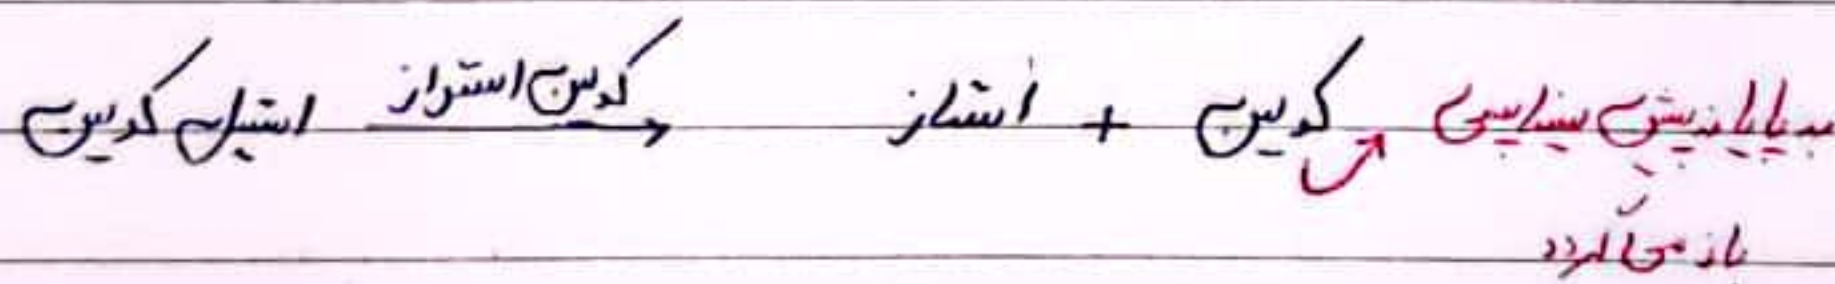 استیل کولین کولین استراز → استات + کولین به پایانه پیش سیناپسی
باز می گردد